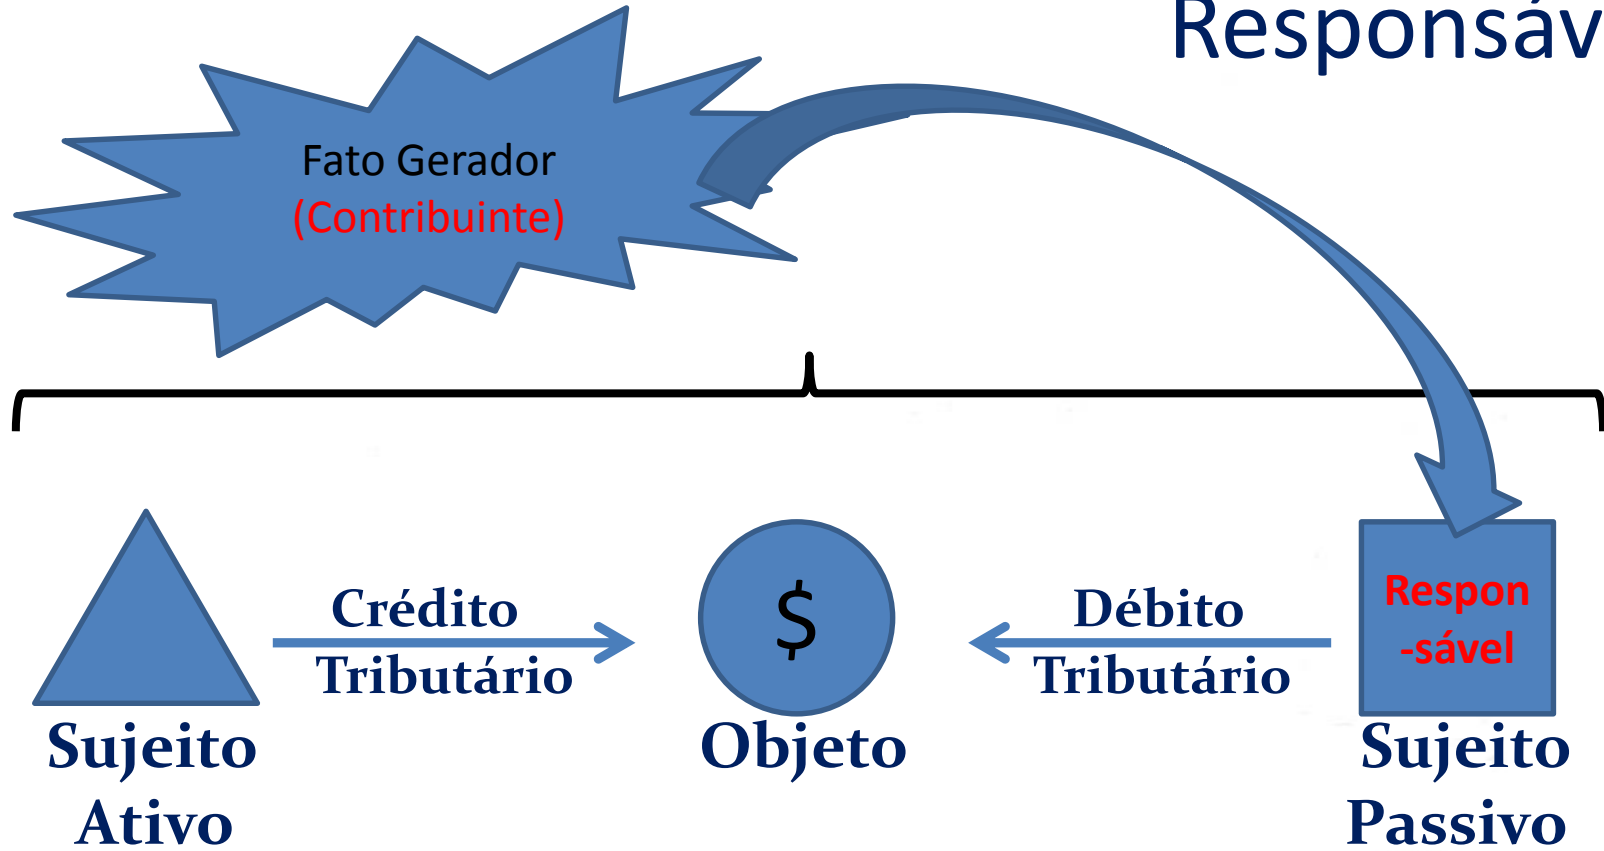 Responsáv
Fato Gerador
(Contribuinte)
Crédito
Tributário
$
Débito
Tributário
Respon
-sável
Sujeito
Ativo
Objeto
Sujeito
Passivo